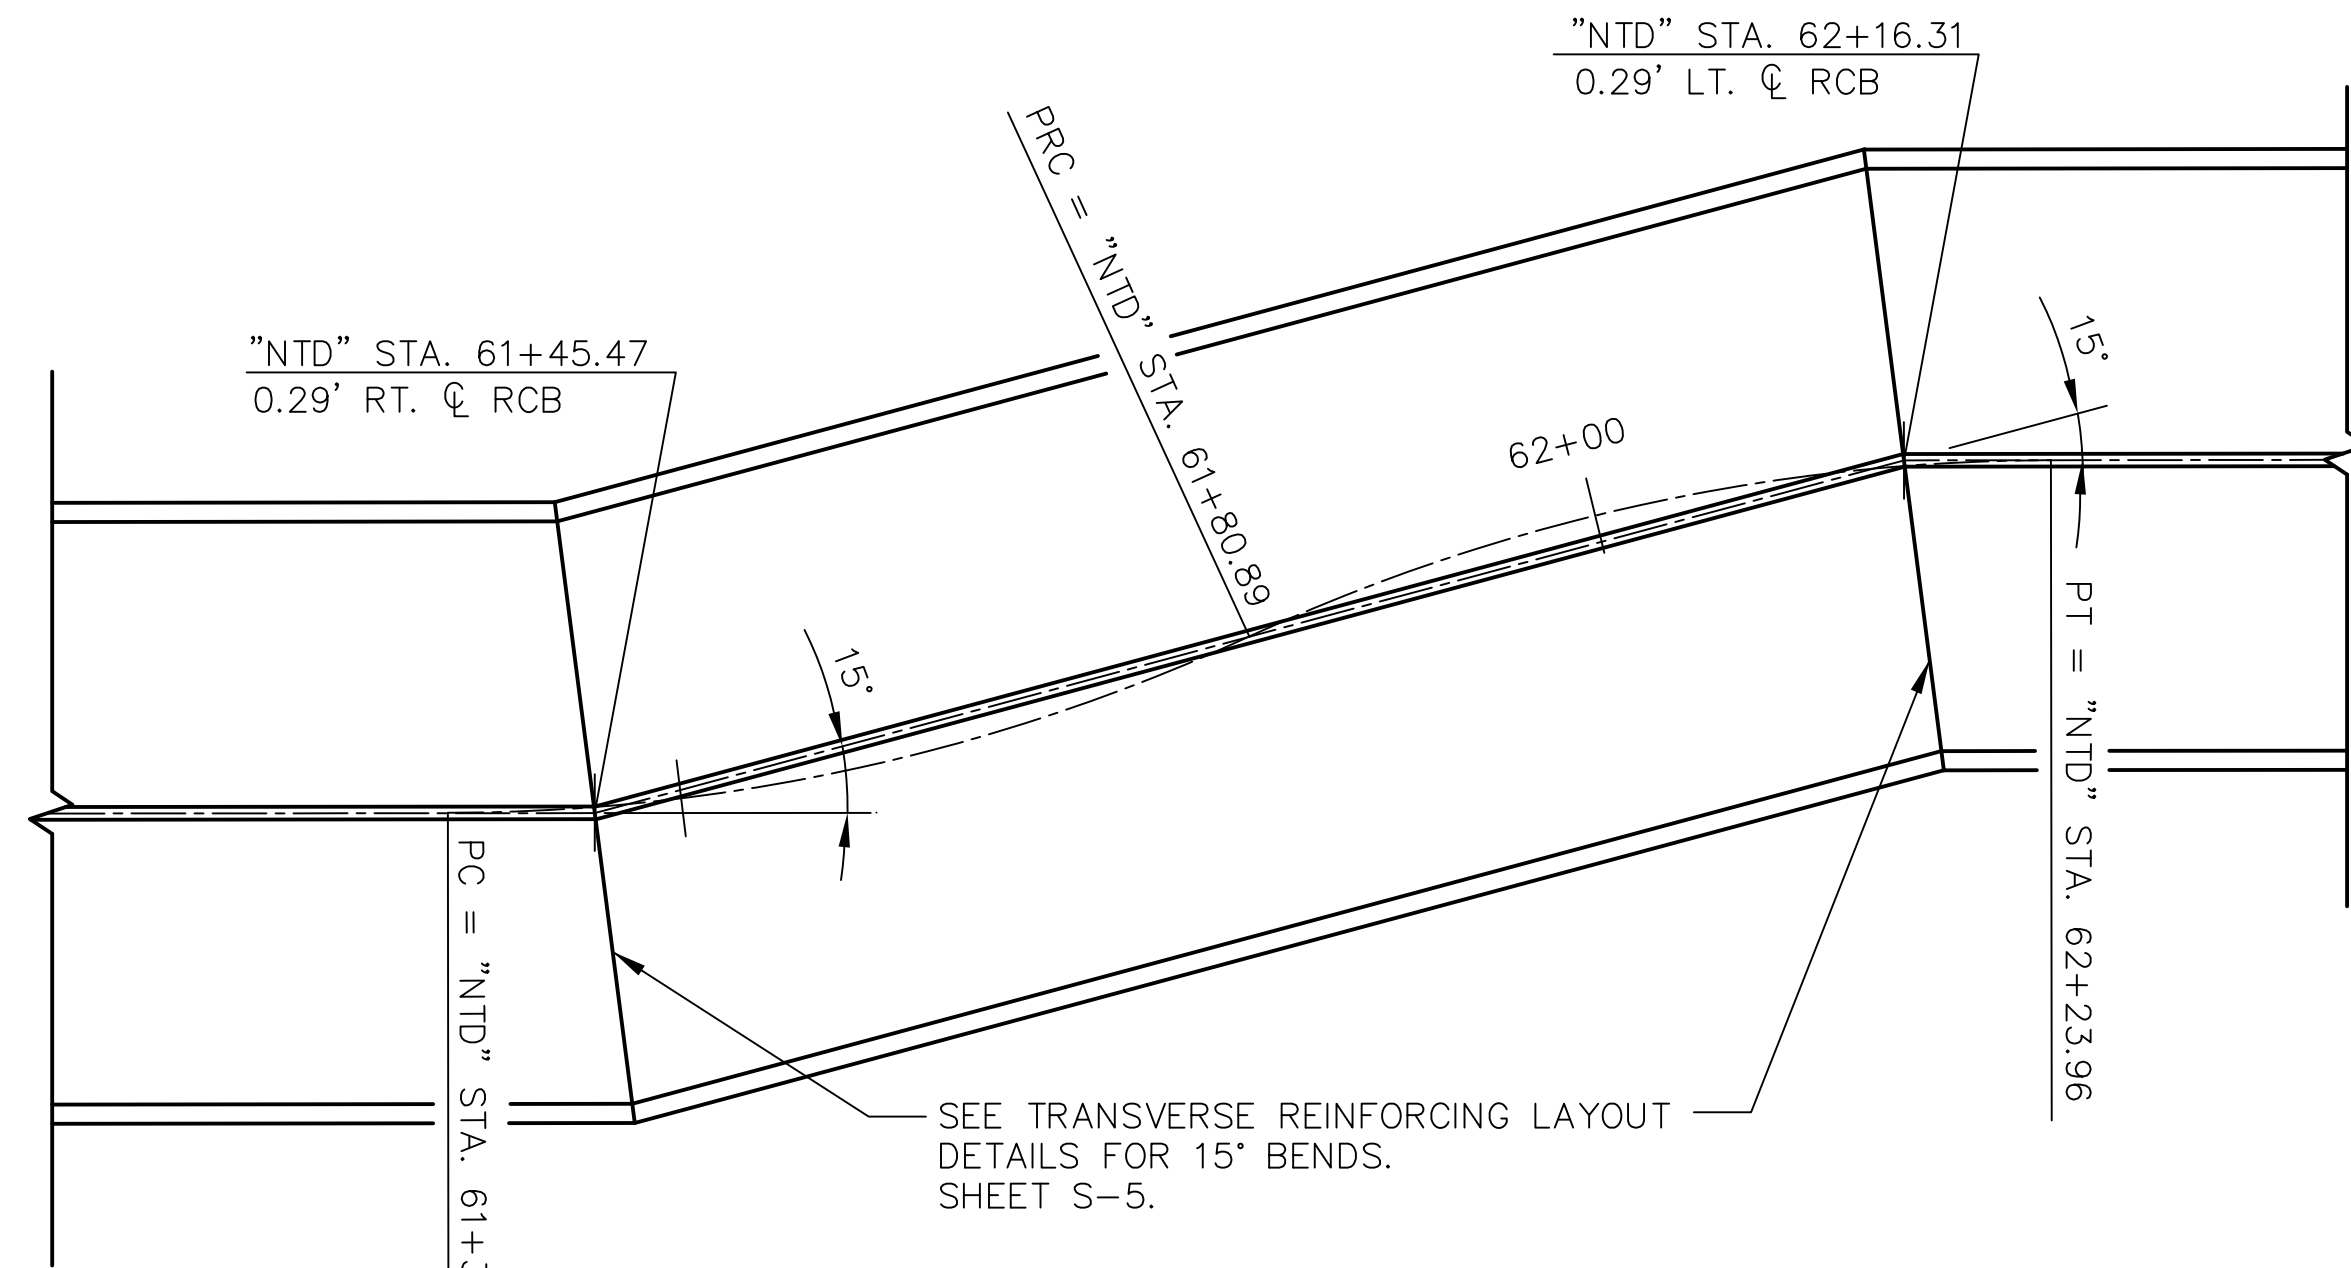 "NTD" STA. 62+16.31
0.29' LT. ℄ RCB
PRC = "NTD" STA. 61+80.89
"NTD" STA. 61+45.47
0.29' RT. ℄ RCB
15°
62+00
15°
PT = "NTD" STA. 62+23.96
PC = "NTD" STA.
SEE TRANSVERSE REINFORCING LAYOUT
DETAILS FOR 15° BENDS.
SHEET S-5.